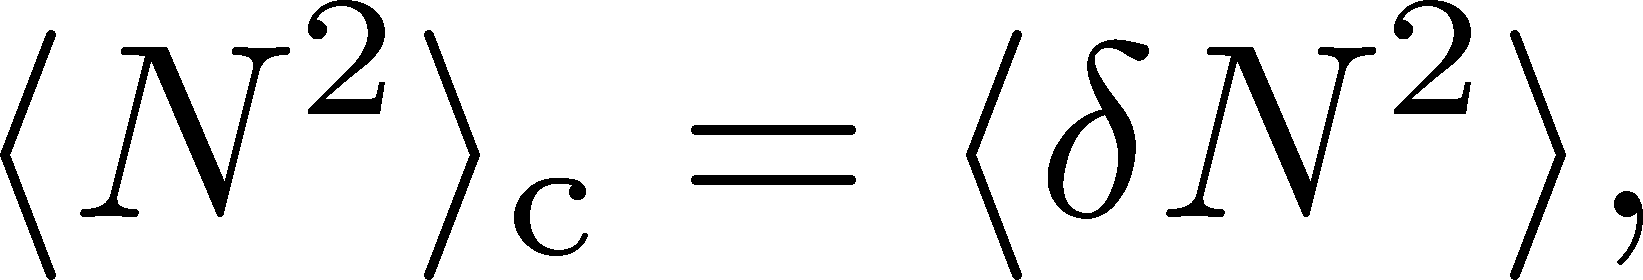 ⟨N²⟩_c = ⟨δN²⟩,